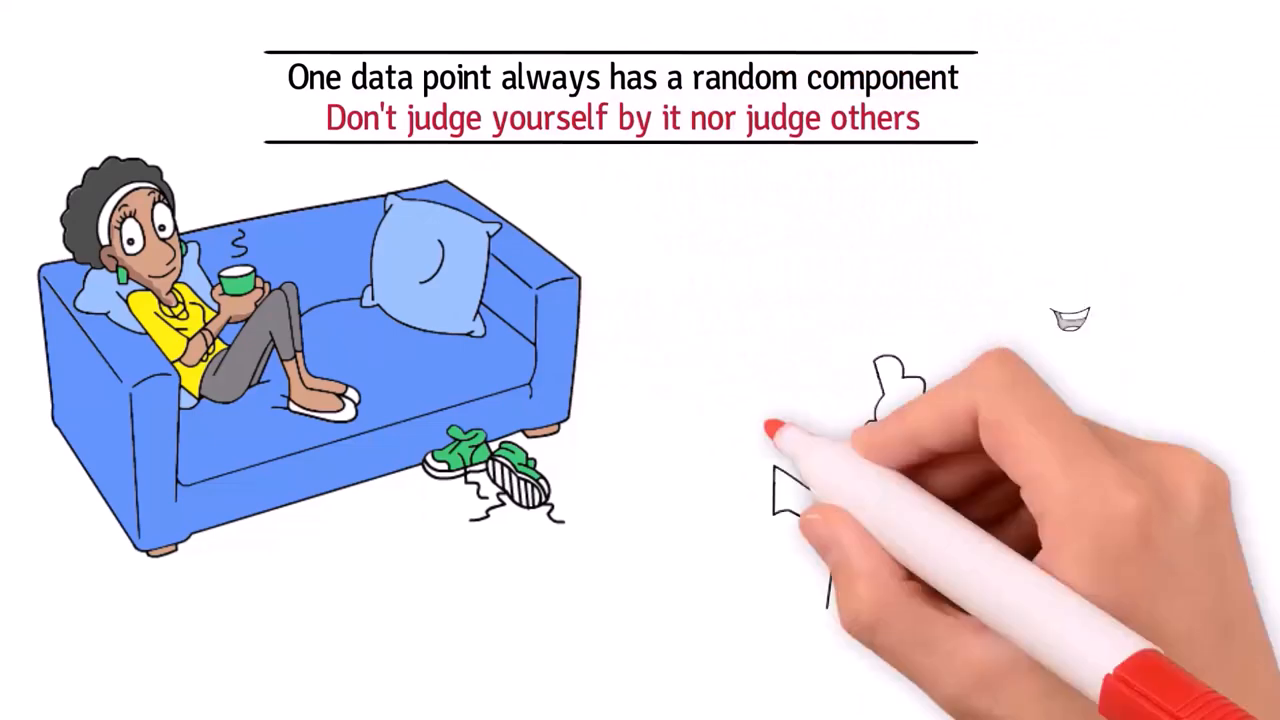 One data point always has a random component
Don't judge yourself by it nor judge others